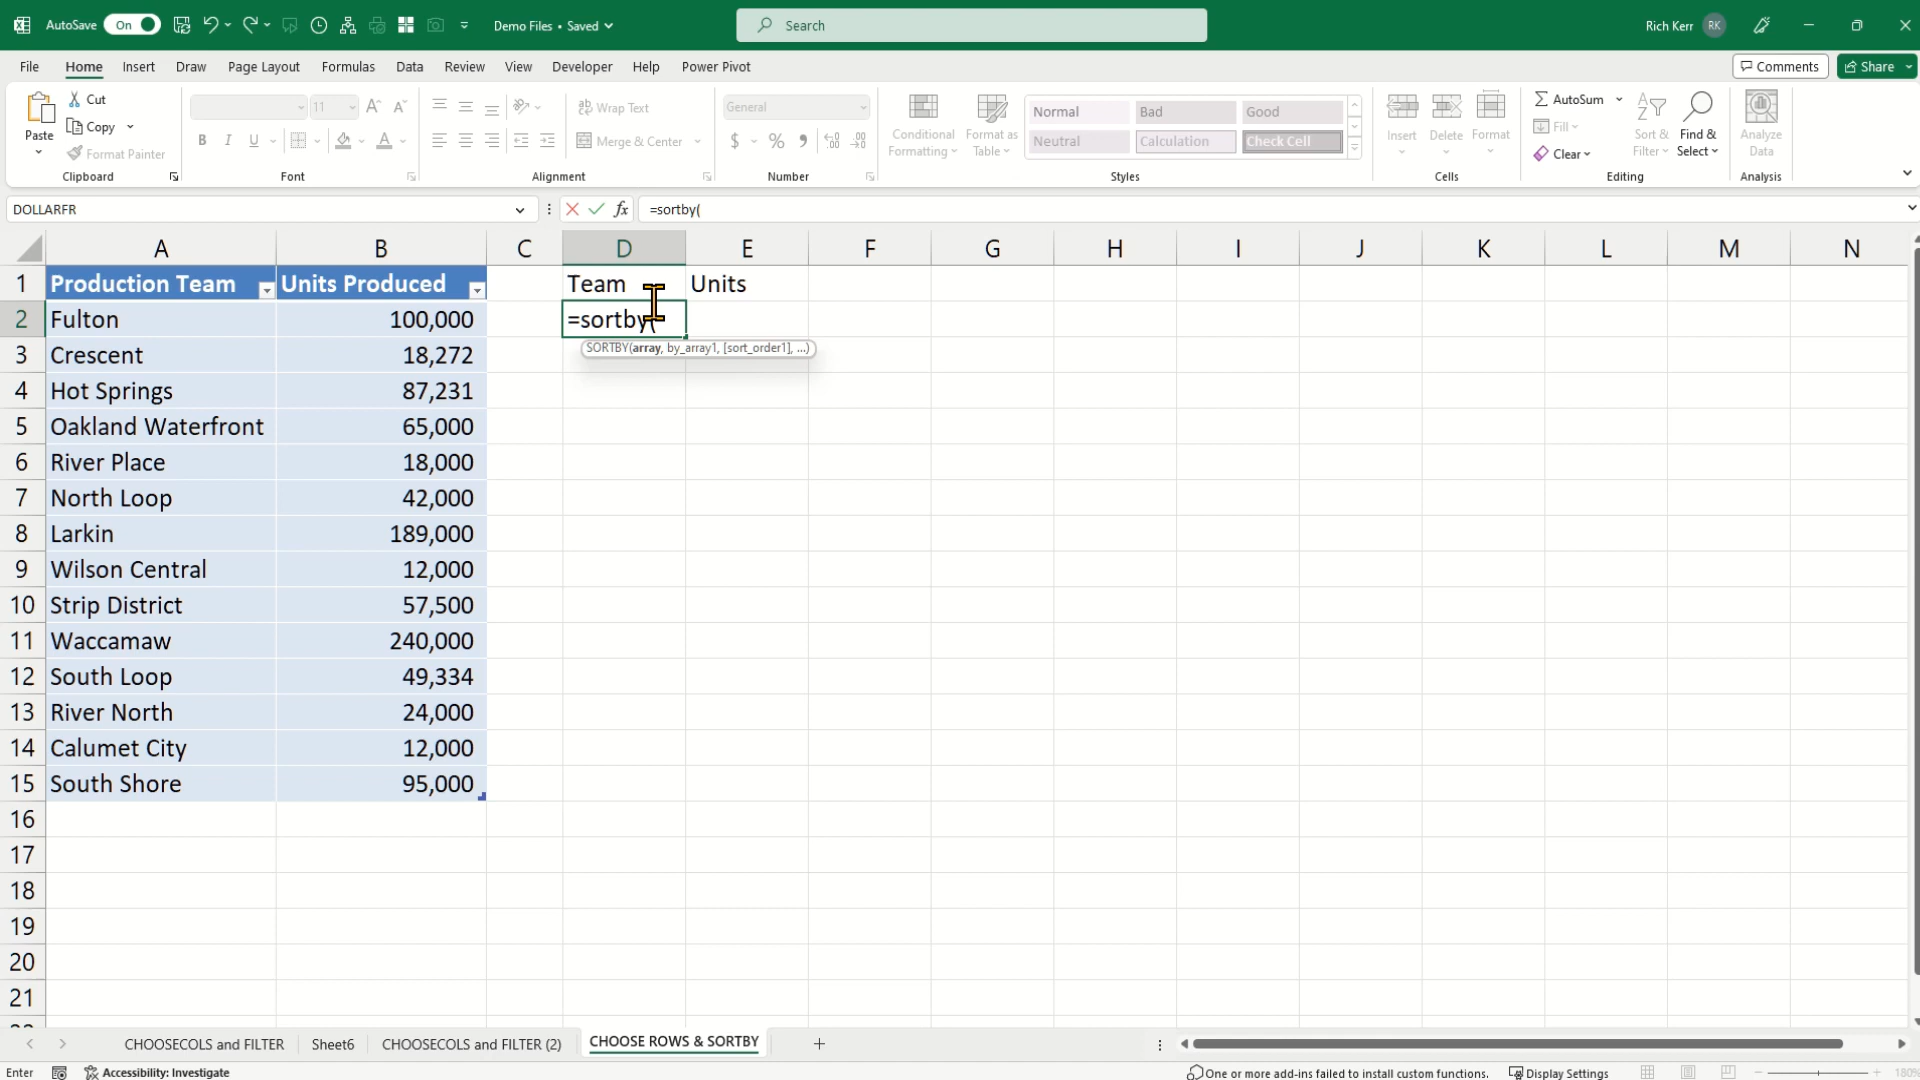 AutoSave On Demo Files • Saved Search Rich Kerr RK
File Home Insert Draw Page Layout Formulas Data Review View Developer Help Power Pivot Comments Share
Paste Cut Copy Format Painter
Clipboard
11
B I U A
Font
Wrap Text
Merge & Center
Alignment
General
$ %
Number
Conditional Formatting Format as Table
Normal Bad Good
Neutral Calculation Check Cell
Styles
Insert Delete Format
Cells
AutoSum
Fill
Clear
Sort & Filter Find & Select
Editing
Analyze Data
Analysis
DOLLARFR fx =sortby(
A B C D E F G H I J K L M N
1 Production Team Units Produced Team Units
2 Fulton 100,000 =sortby(
SORTBY(array, by_array1, [sort_order1], ...)
3 Crescent 18,272
4 Hot Springs 87,231
5 Oakland Waterfront 65,000
6 River Place 18,000
7 North Loop 42,000
8 Larkin 189,000
9 Wilson Central 12,000
10 Strip District 57,500
11 Waccamaw 240,000
12 South Loop 49,334
13 River North 24,000
14 Calumet City 12,000
15 South Shore 95,000
16
17
18
19
20
21
CHOOSECOLS and FILTER Sheet6 CHOOSECOLS and FILTER (2) CHOOSE ROWS & SORTBY
Enter Accessibility: Investigate One or more add-ins failed to install custom functions. Display Settings 180%